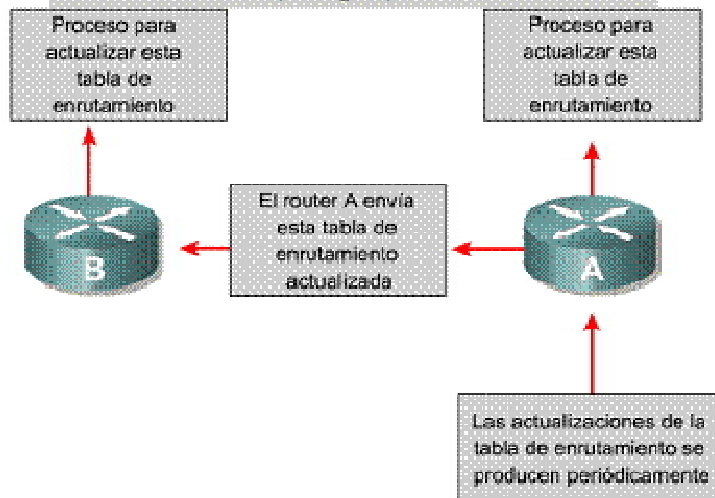 Proceso para
actualizar esta
tabla de
enrutamiento
Proceso para
actualizar esta
tabla de
enrutamiento
El router A envía
esta tabla de
enrutamiento
actualizada
B
A
Las actualizaciones de la
tabla de enrutamiento se
producen periódicamente